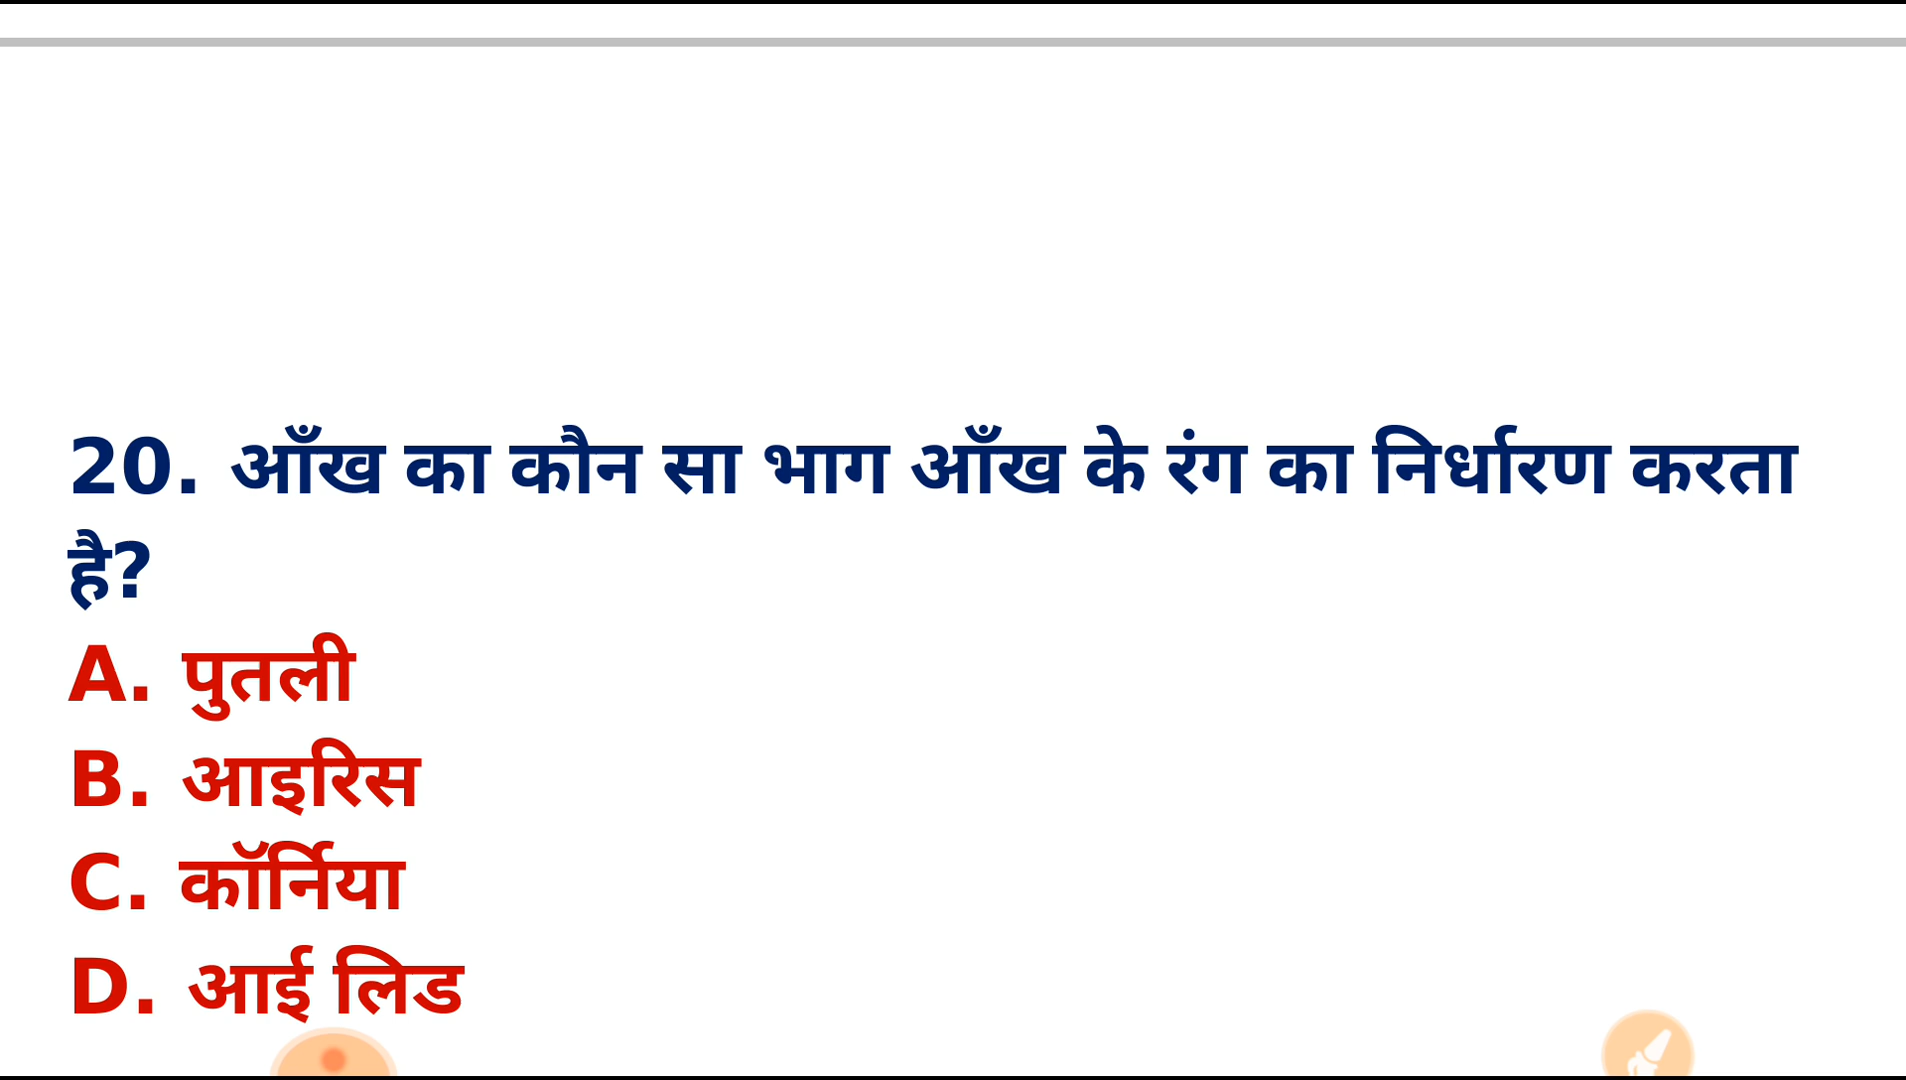 20. आँख का कौन सा भाग आँख के रंग का निर्धारण करता
है?
A. पुतली
B. आइरिस
C. कॉर्निया
D. आई लिड